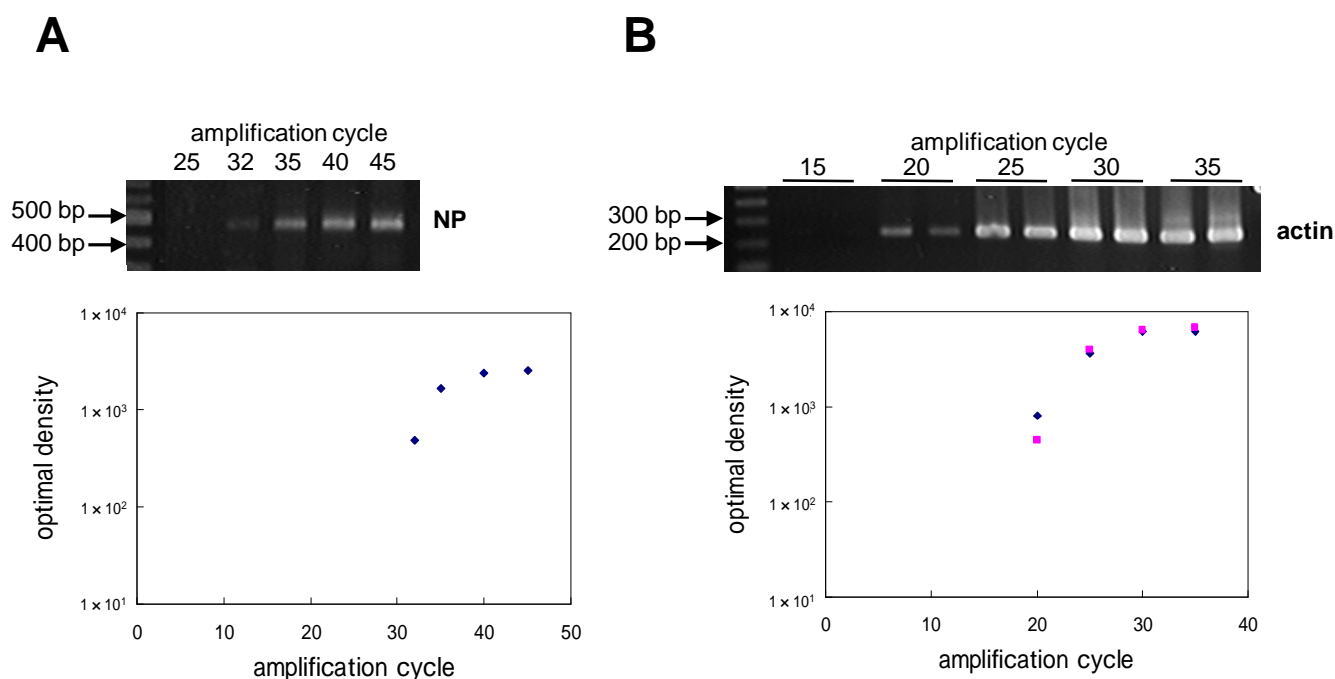 A
amplification cycle
25 32 35 40 45
500 bp
400 bp
NP
1 × 10⁴
1 × 10³
1 × 10²
1 × 10¹
optimal density
0 10 20 30 40 50
amplification cycle
B
amplification cycle
15 20 25 30 35
300 bp
200 bp
actin
1 × 10⁴
1 × 10³
1 × 10²
1 × 10¹
optimal density
0 10 20 30 40
amplification cycle